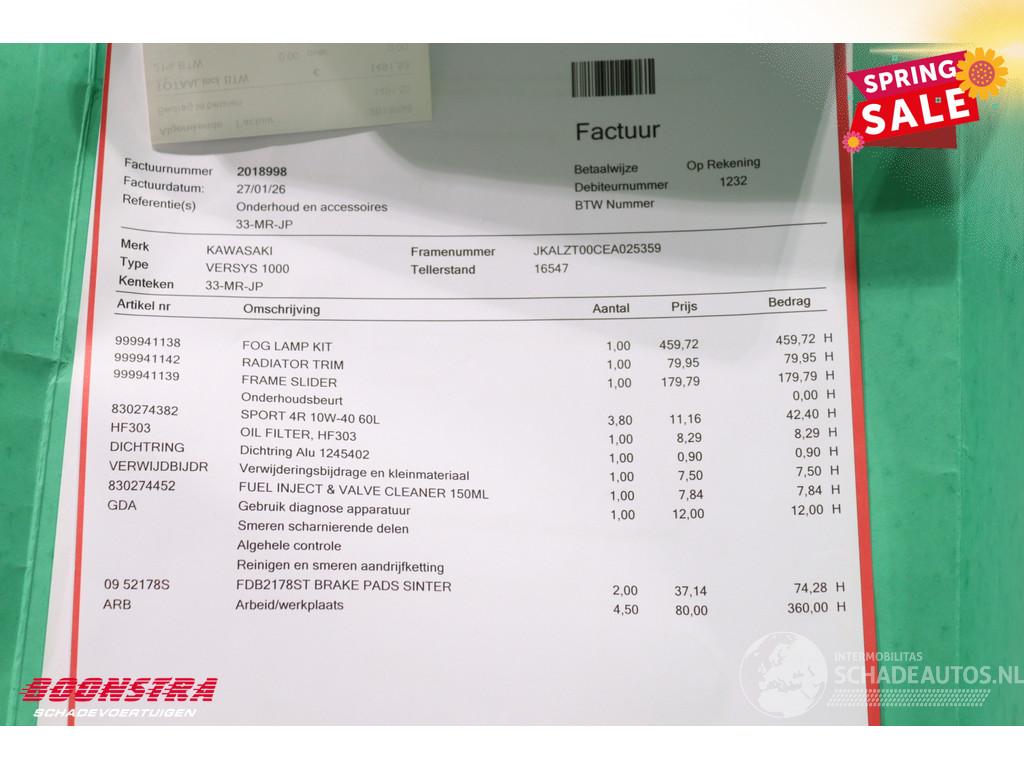 SPRING
SALE
Factuur
Factuurnummer 2018998 Betaalwijze Op Rekening
Factuurdatum: 27/01/26 Debiteurnummer 1232
Referentie(s) Onderhoud en accessoires BTW Nummer
33-MR-JP
Merk KAWASAKI Framenummer JKALZT00CEA025359
Type VERSYS 1000 Tellerstand 16547
Kenteken 33-MR-JP
Artikel nr Omschrijving Aantal Prijs Bedrag
999941138 FOG LAMP KIT 1,00 459,72 459,72 H
999941142 RADIATOR TRIM 1,00 79,95 79,95 H
999941139 FRAME SLIDER 1,00 179,79 179,79 H
Onderhoudsbeurt 0,00 H
830274382 SPORT 4R 10W-40 60L 3,80 11,16 42,40 H
HF303 OIL FILTER, HF303 1,00 8,29 8,29 H
DICHTRING Dichtring Alu 1245402 1,00 0,90 0,90 H
VERWIJDBIJDR Verwijderingsbijdrage en kleinmateriaal 1,00 7,50 7,50 H
830274452 FUEL INJECT & VALVE CLEANER 150ML 1,00 7,84 7,84 H
GDA Gebruik diagnose apparatuur 1,00 12,00 12,00 H
Smeren scharnierende delen
Algehele controle
Reinigen en smeren aandrijfketting
09 52178S FDB2178ST BRAKE PADS SINTER 2,00 37,14 74,28 H
ARB Arbeid/werkplaats 4,50 80,00 360,00 H
INTERMOBILITAS
SCHADEAUTOS.NL
BOONSTRA
SCHADEVOERTUIGEN